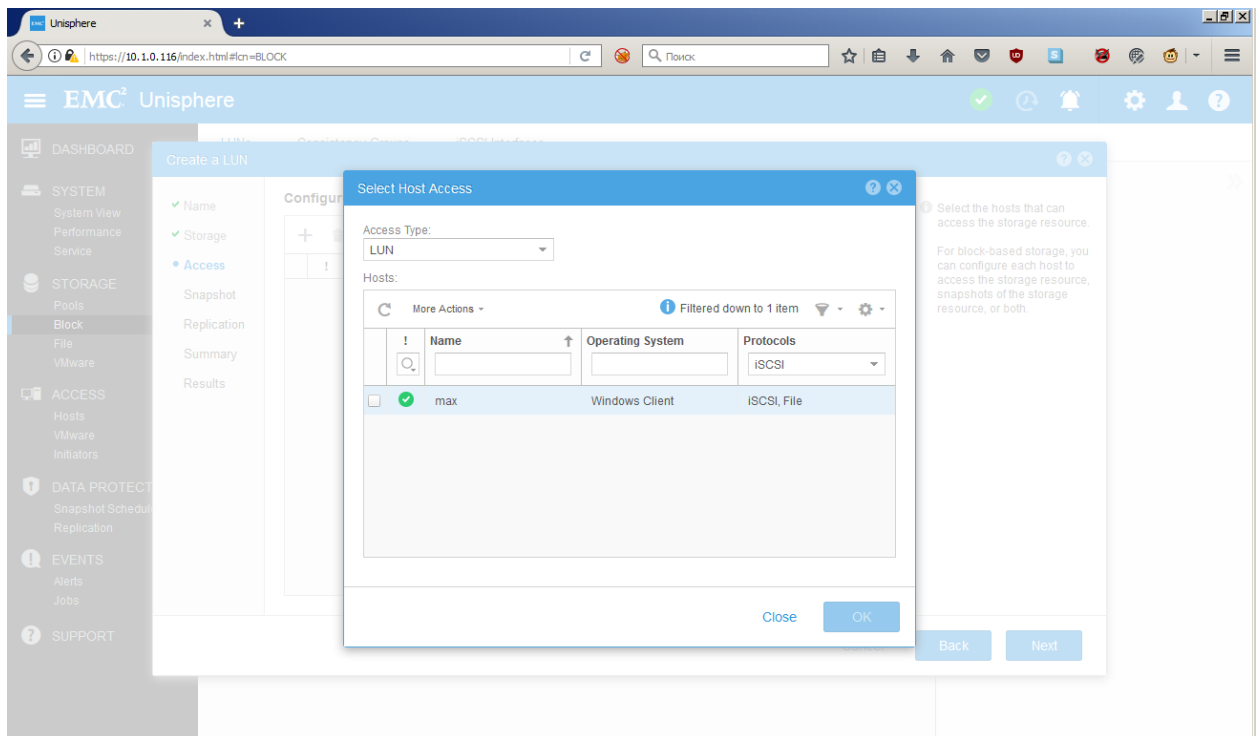 Unisphere
https://10.1.0.116/index.html#lcn=BLOCK
Поиск
EMC² Unisphere
DASHBOARD
SYSTEM
System View
Performance
Service
STORAGE
Pools
Block
File
VMware
ACCESS
Hosts
VMware
Initiators
DATA PROTECT
Snapshot Schedul
Replication
EVENTS
Alerts
Jobs
SUPPORT
LUNs Consistency Groups iSCSI Interfaces
Create a LUN
Name
Storage
Access
Snapshot
Replication
Summary
Results
Configur
!
Select Host Access
Access Type:
LUN
Hosts:
More Actions
Filtered down to 1 item
! Name Operating System Protocols
iSCSI
max Windows Client iSCSI, File
Close OK
Select the hosts that can
access the storage resource.
For block-based storage, you
can configure each host to
access the storage resource,
snapshots of the storage
resource, or both.
Back Next